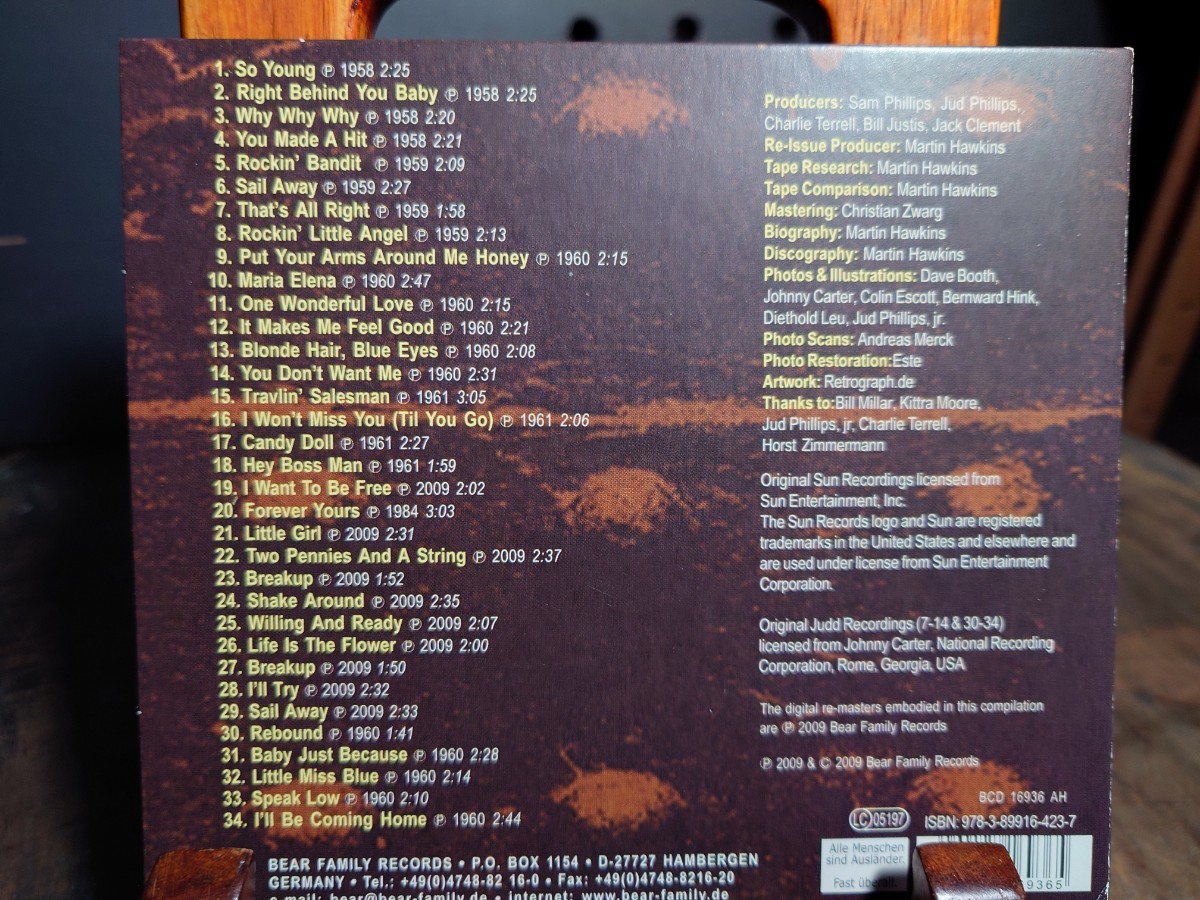 1. So Young ℗ 1958 2:25
2. Right Behind You Baby ℗ 1958 2:25
3. Why Why Why ℗ 1958 2:20
4. You Made A Hit ℗ 1958 2:21
5. Rockin' Bandit ℗ 1959 2:09
6. Sail Away ℗ 1959 2:27
7. That's All Right ℗ 1959 1:58
8. Rockin' Little Angel ℗ 1959 2:13
9. Put Your Arms Around Me Honey ℗ 1960 2:15
10. Maria Elena ℗ 1960 2:47
11. One Wonderful Love ℗ 1960 2:15
12. It Makes Me Feel Good ℗ 1960 2:21
13. Blonde Hair, Blue Eyes ℗ 1960 2:08
14. You Don't Want Me ℗ 1960 2:31
15. Travlin' Salesman ℗ 1961 3:05
16. I Won't Miss You (Til You Go) ℗ 1961 2:06
17. Candy Doll ℗ 1961 2:27
18. Hey Boss Man ℗ 1961 1:59
19. I Want To Be Free ℗ 2009 2:02
20. Forever Yours ℗ 1984 3:03
21. Little Girl ℗ 2009 2:31
22. Two Pennies And A String ℗ 2009 2:37
23. Breakup ℗ 2009 1:52
24. Shake Around ℗ 2009 2:35
25. Willing And Ready ℗ 2009 2:07
26. Life Is The Flower ℗ 2009 2:00
27. Breakup ℗ 2009 1:50
28. I'll Try ℗ 2009 2:32
29. Sail Away ℗ 2009 2:33
30. Rebound ℗ 1960 1:41
31. Baby Just Because ℗ 1960 2:28
32. Little Miss Blue ℗ 1960 2:14
33. Speak Low ℗ 1960 2:10
34. I'll Be Coming Home ℗ 1960 2:44
Producers: Sam Phillips, Jud Phillips,
Charlie Terrell, Bill Justis, Jack Clement
Re-Issue Producer: Martin Hawkins
Tape Research: Martin Hawkins
Tape Comparison: Martin Hawkins
Mastering: Christian Zwarg
Biography: Martin Hawkins
Discography: Martin Hawkins
Photos & Illustrations: Dave Booth,
Johnny Carter, Colin Escott, Bernward Hink,
Diethold Leu, Jud Phillips, jr.
Photo Scans: Andreas Merck
Photo Restoration:Este
Artwork: Retrograph.de
Thanks to:Bill Millar, Kittra Moore,
Jud Phillips, jr, Charlie Terrell,
Horst Zimmermann
Original Sun Recordings licensed from
Sun Entertainment, Inc.
The Sun Records logo and Sun are registered
trademarks in the United States and elsewhere and
are used under license from Sun Entertainment
Corporation.
Original Judd Recordings (7-14 & 30-34)
licensed from Johnny Carter, National Recording
Corporation, Rome, Georgia, USA
The digital re-masters embodied in this compilation
are ℗ 2009 Bear Family Records
℗ 2009 & © 2009 Bear Family Records
BCD 16936 AH
LC 05197 ISBN: 978-3-89916-423-7
Alle Menschen
sind Ausländer.
Fast überall.
9365
BEAR FAMILY RECORDS • P.O. BOX 1154 • D-27727 HAMBERGEN
GERMANY • Tel.: +49(0)4748-82 16-0 • Fax: +49(0)4748-8216-20
e-mail: bear@bear-family.de • internet: www.bear-family.de